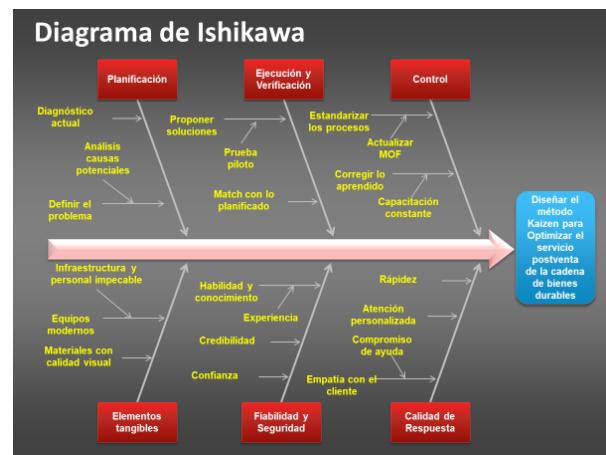 Diagrama de Ishikawa
Planificación
Ejecución y
Verificación
Control
Diagnóstico
actual
Análisis
causas
potenciales
Definir el
problema
Proponer
soluciones
Prueba
piloto
Match con lo
planificado
Estandarizar
los procesos
Actualizar
MOF
Corregir lo
aprendido
Capacitación
constante
Diseñar el
método
Kaizen para
Optimizar el
servicio
postventa
de la cadena
de bienes
durables
Infraestructura y
personal impecable
Equipos
modernos
Materiales con
calidad visual
Habilidad y
conocimiento
Experiencia
Credibilidad
Confianza
Rápidez
Atención
personalizada
Compromiso
de ayuda
Empatía con el
cliente
Elementos
tangibles
Fiabilidad y
Seguridad
Calidad de
Respuesta